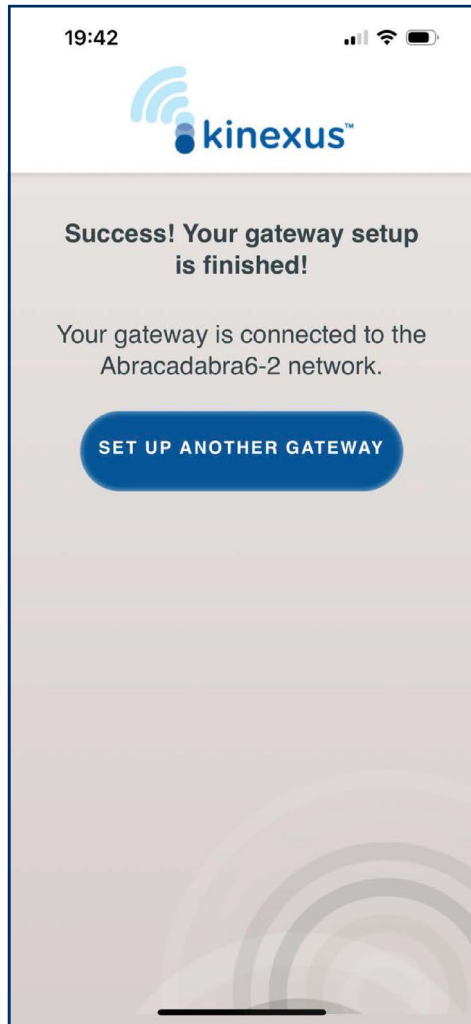 19:42
kinexus™
Success! Your gateway setup
is finished!
Your gateway is connected to the
Abracadabra6-2 network.
SET UP ANOTHER GATEWAY